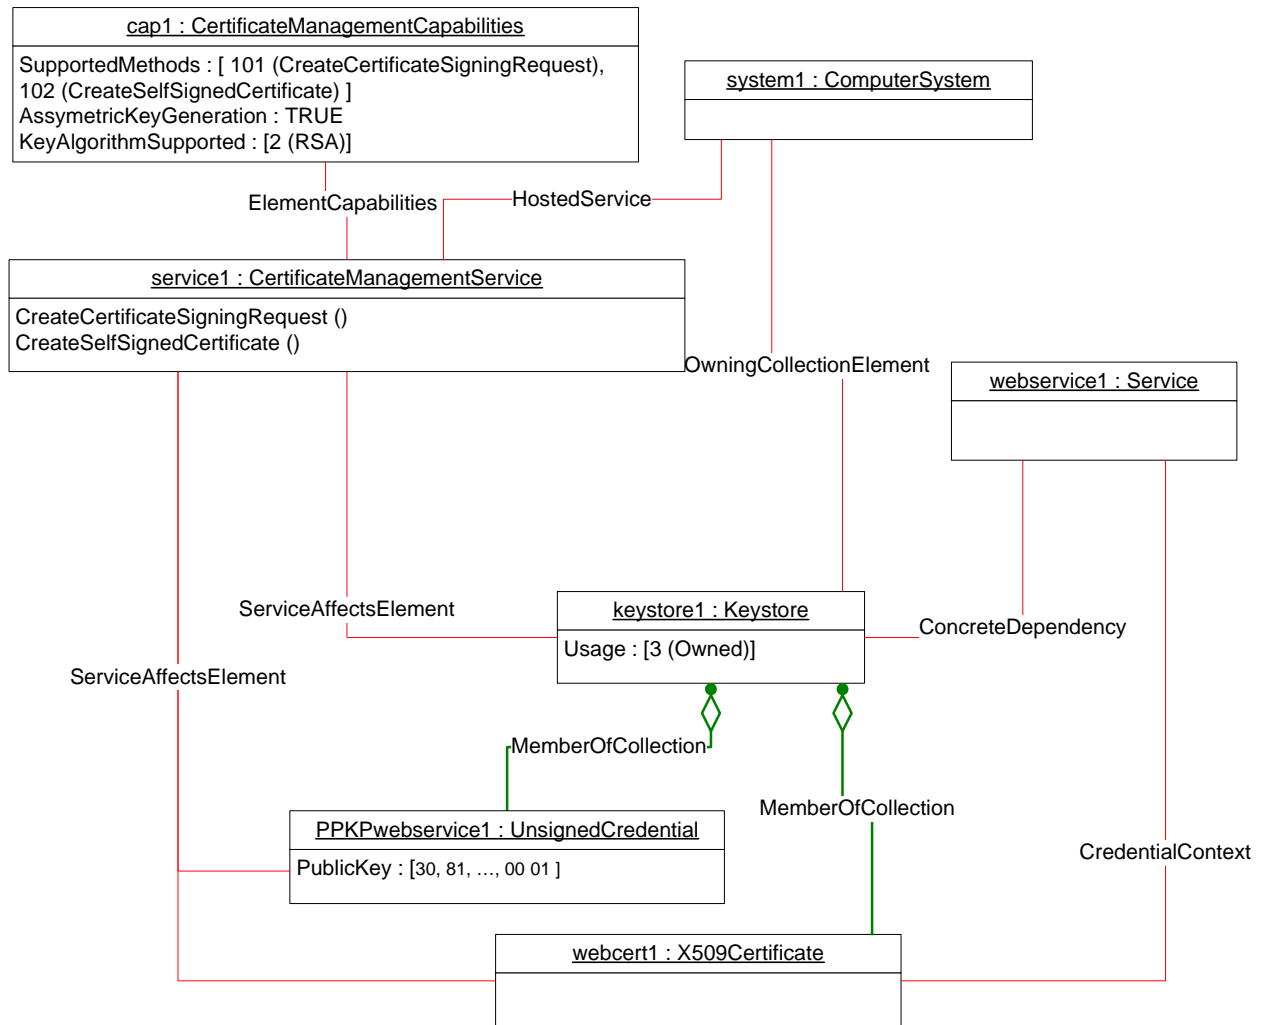 cap1 : CertificateManagementCapabilities
SupportedMethods : [ 101 (CreateCertificateSigningRequest),
102 (CreateSelfSignedCertificate) ]
AssymetricKeyGeneration : TRUE
KeyAlgorithmSupported : [2 (RSA)]
system1 : ComputerSystem
ElementCapabilities
HostedService
service1 : CertificateManagementService
CreateCertificateSigningRequest ()
CreateSelfSignedCertificate ()
OwningCollectionElement
webservice1 : Service
ServiceAffectsElement
keystore1 : Keystore
Usage : [3 (Owned)]
ConcreteDependency
ServiceAffectsElement
MemberOfCollection
MemberOfCollection
PPKPwebservice1 : UnsignedCredential
PublicKey : [30, 81, …, 00 01 ]
CredentialContext
webcert1 : X509Certificate